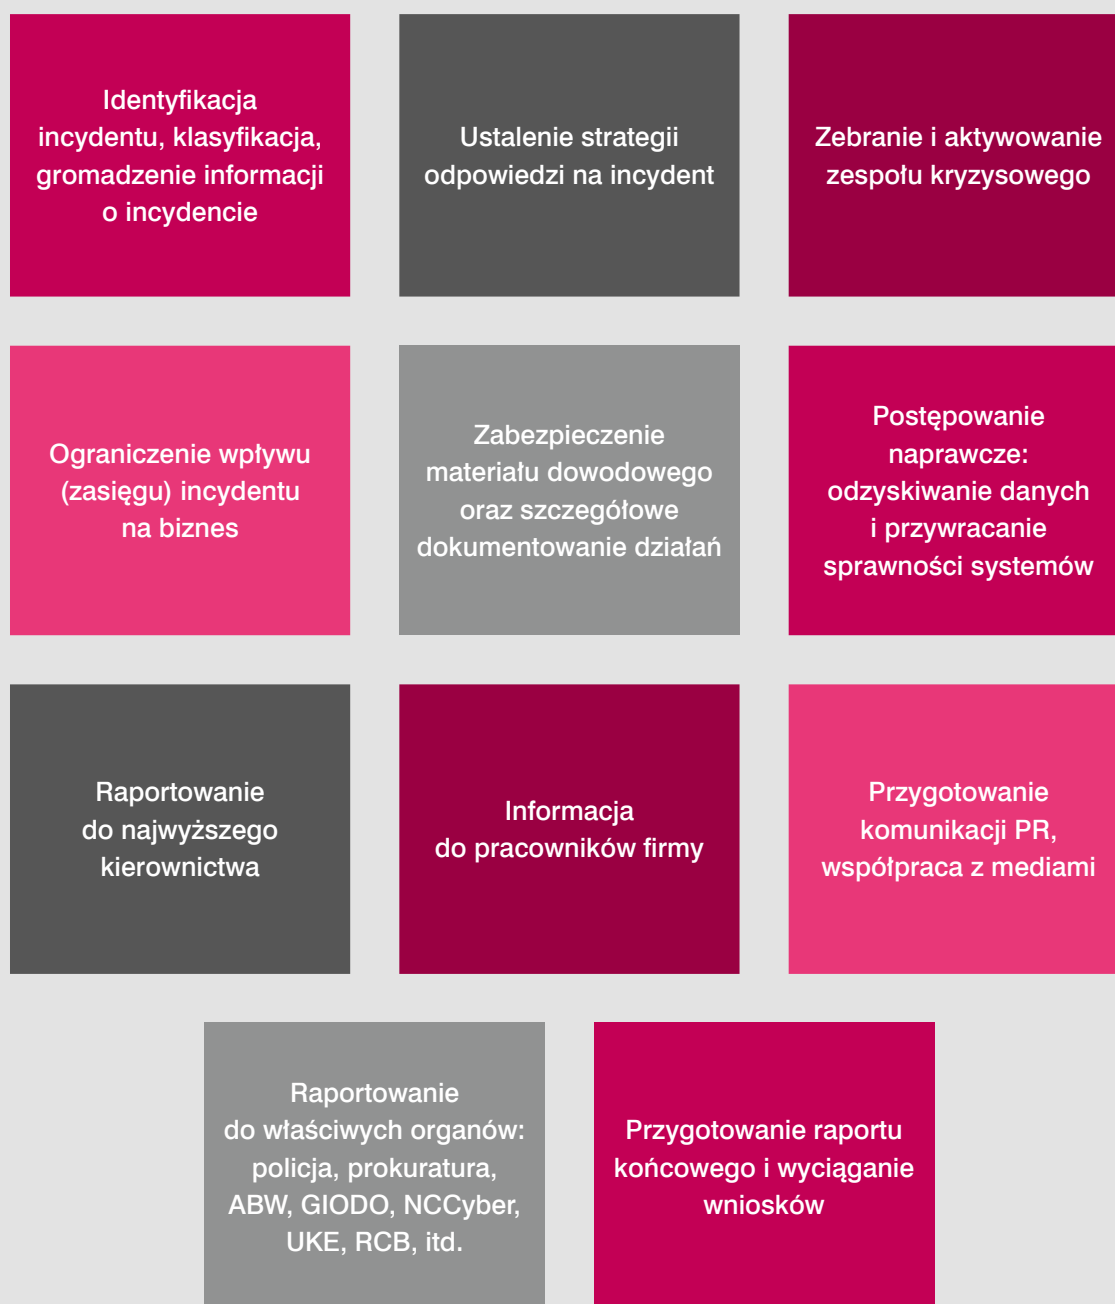 Identyfikacja
incydentu, klasyfikacja,
gromadzenie informacji
o incydencie
Ustalenie strategii
odpowiedzi na incydent
Zebranie i aktywowanie
zespołu kryzysowego
Ograniczenie wpływu
(zasięgu) incydentu
na biznes
Zabezpieczenie
materiału dowodowego
oraz szczegółowe
dokumentowanie działań
Postępowanie
naprawcze:
odzyskiwanie danych
i przywracanie
sprawności systemów
Raportowanie
do najwyższego
kierownictwa
Informacja
do pracowników firmy
Przygotowanie
komunikacji PR,
współpraca z mediami
Raportowanie
do właściwych organów:
policja, prokuratura,
ABW, GIODO, NCCyber,
UKE, RCB, itd.
Przygotowanie raportu
końcowego i wyciąganie
wniosków